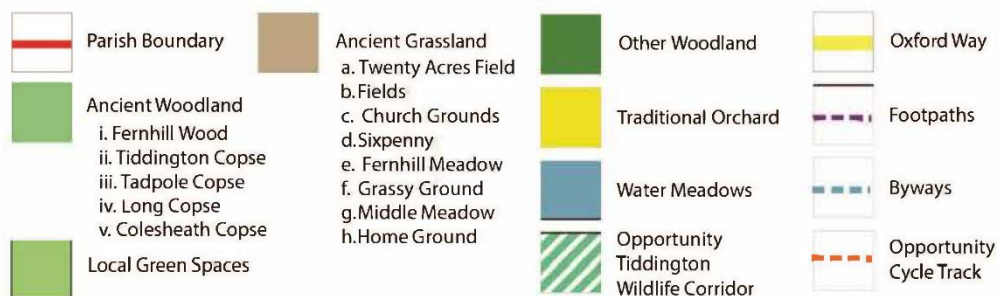 Parish Boundary
Ancient Woodland
i. Fernhill Wood
ii. Tiddington Copse
iii. Tadpole Copse
iv. Long Copse
v. Colesheath Copse
Local Green Spaces
Ancient Grassland
a. Twenty Acres Field
b. Fields
c. Church Grounds
d. Sixpenny
e. Fernhill Meadow
f. Grassy Ground
g. Middle Meadow
h. Home Ground
Other Woodland
Traditional Orchard
Water Meadows
Opportunity
Tiddington
Wildlife Corridor
Oxford Way
Footpaths
Byways
Opportunity
Cycle Track